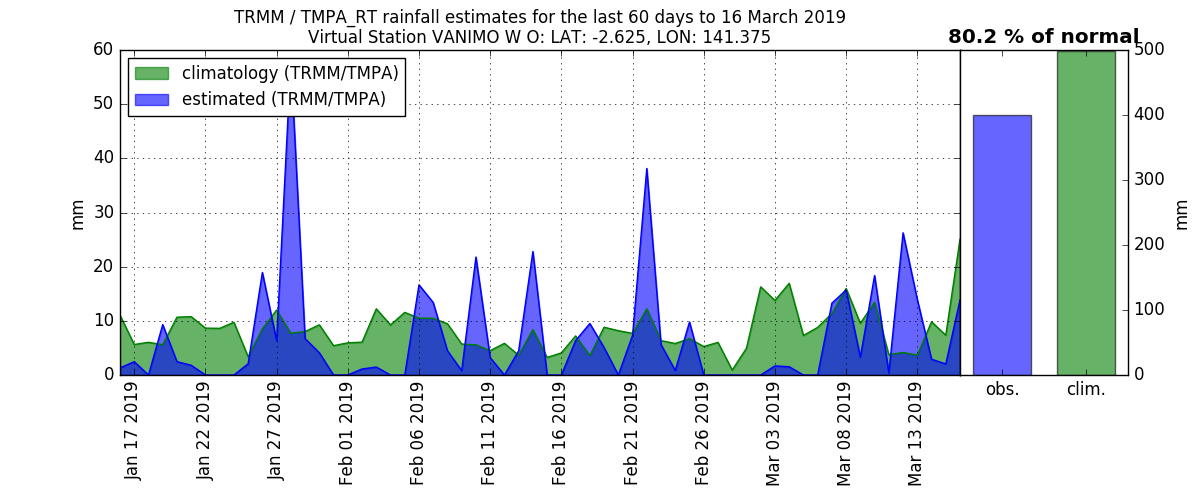 TRMM / TMPA_RT rainfall estimates for the last 60 days to 16 March 2019
Virtual Station VANIMO W O: LAT: -2.625, LON: 141.375
80.2 % of normal
climatology (TRMM/TMPA)
estimated (TRMM/TMPA)
mm
60
50
40
30
20
10
0
Jan 17 2019
Jan 22 2019
Jan 27 2019
Feb 01 2019
Feb 06 2019
Feb 11 2019
Feb 16 2019
Feb 21 2019
Feb 26 2019
Mar 03 2019
Mar 08 2019
Mar 13 2019
obs.
clim.
500
400
300
200
100
0
mm